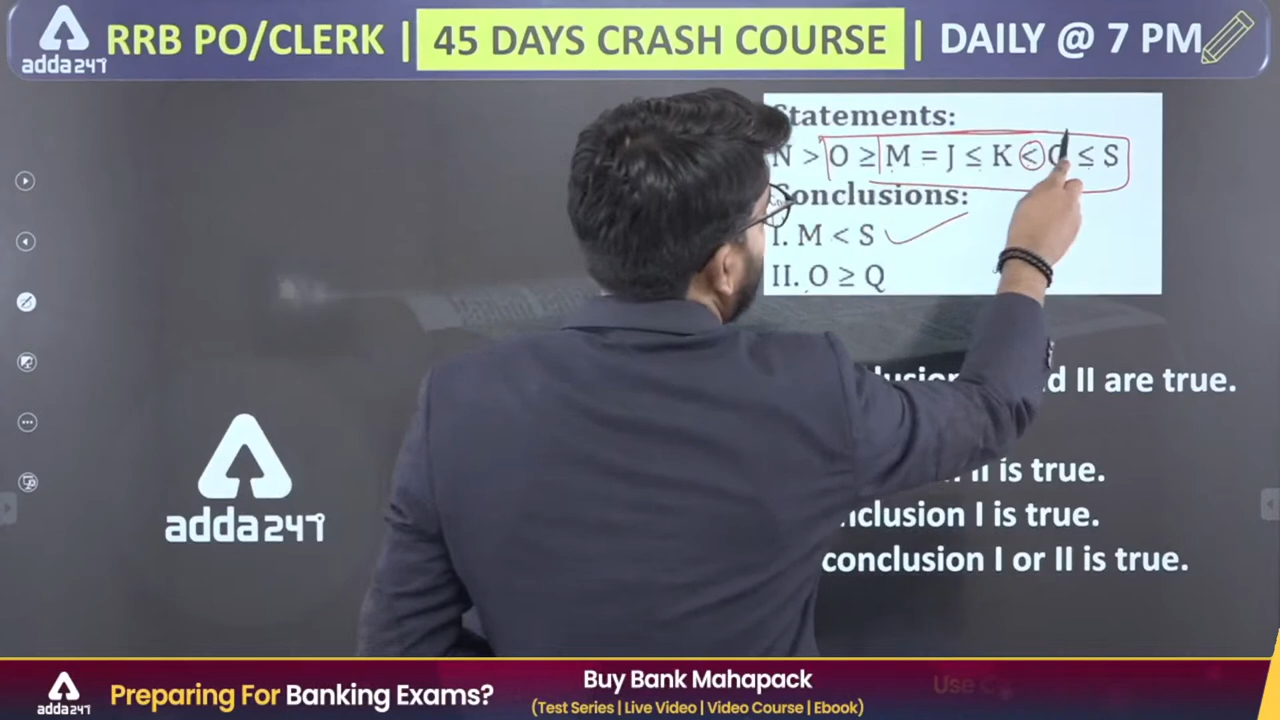 RRB PO/CLERK | 45 DAYS CRASH COURSE | DAILY @ 7 PM
adda247
Statements:
N > O ≥ M = J ≤ K < ≤ S
Conclusions:
I. M < S
II. O ≥ Q
II are true.
II is true.
I is true.
conclusion I or II is true.
adda247
adda247
Preparing For Banking Exams?
Buy Bank Mahapack
(Test Series | Live Video | Video Course | Ebook)
Use